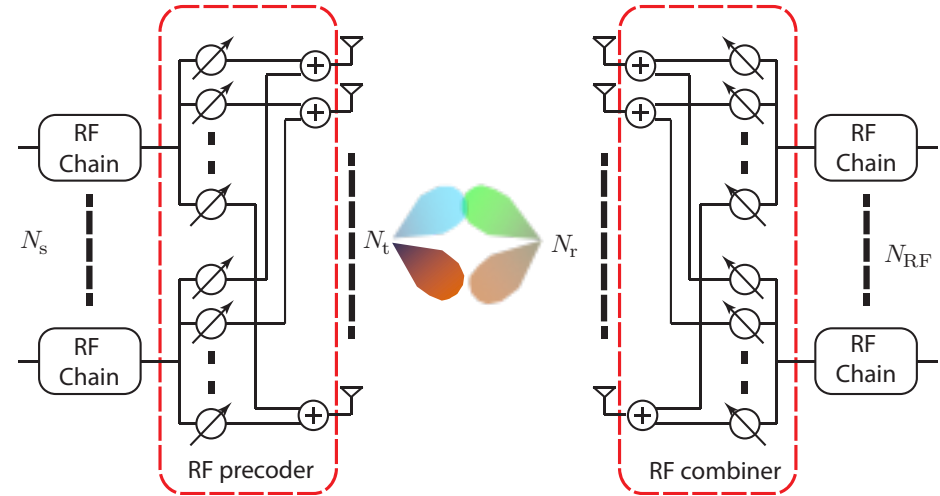 RF
Chain
N_s
RF
Chain
RF precoder
N_t
N_r
RF
Chain
N_RF
RF
Chain
RF combiner